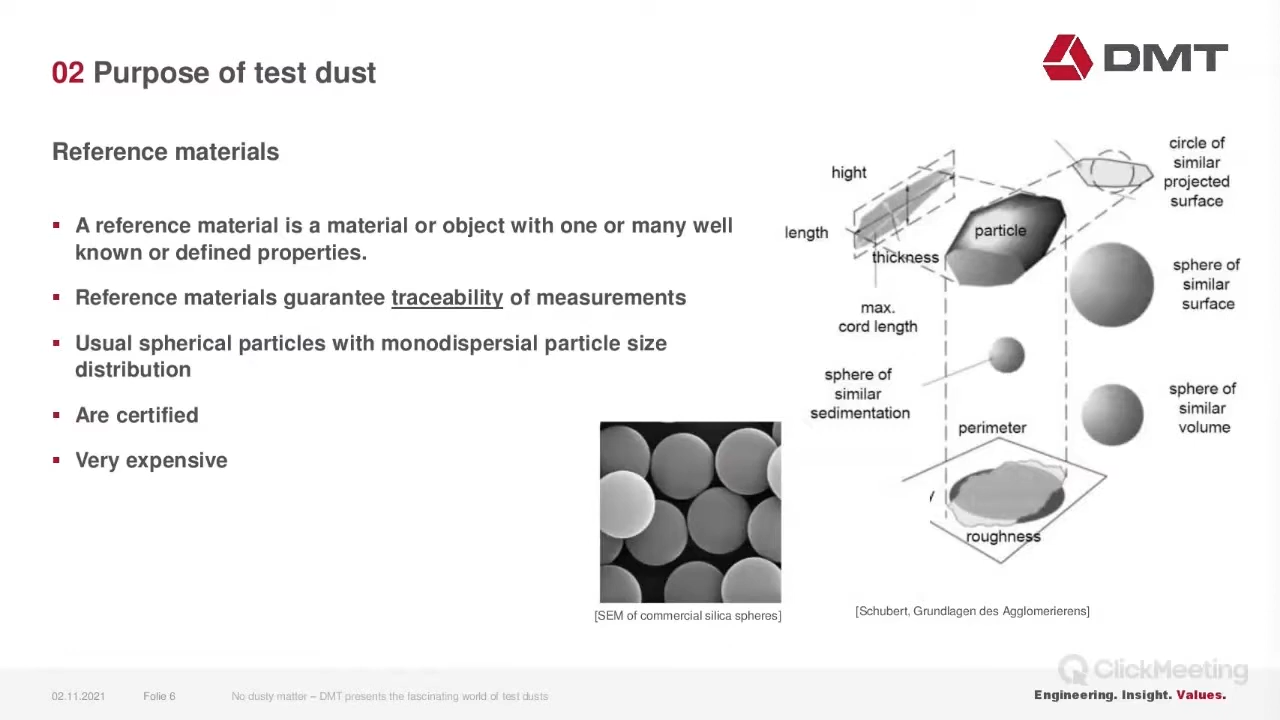 02 Purpose of test dust
DMT
Reference materials
▪ A reference material is a material or object with one or many well
known or defined properties.
▪ Reference materials guarantee traceability of measurements
▪ Usual spherical particles with monodispersial particle size
distribution
▪ Are certified
▪ Very expensive
[SEM of commercial silica spheres]
hight
length
thickness
max.
cord length
particle
circle of
similar
projected
surface
sphere of
similar
surface
sphere of
similar
sedimentation
sphere of
similar
volume
perimeter
roughness
[Schubert, Grundlagen des Agglomerierens]
ClickMeeting
02.11.2021
Folie 6
No dusty matter – DMT presents the fascinating world of test dusts
Engineering. Insight. Values.